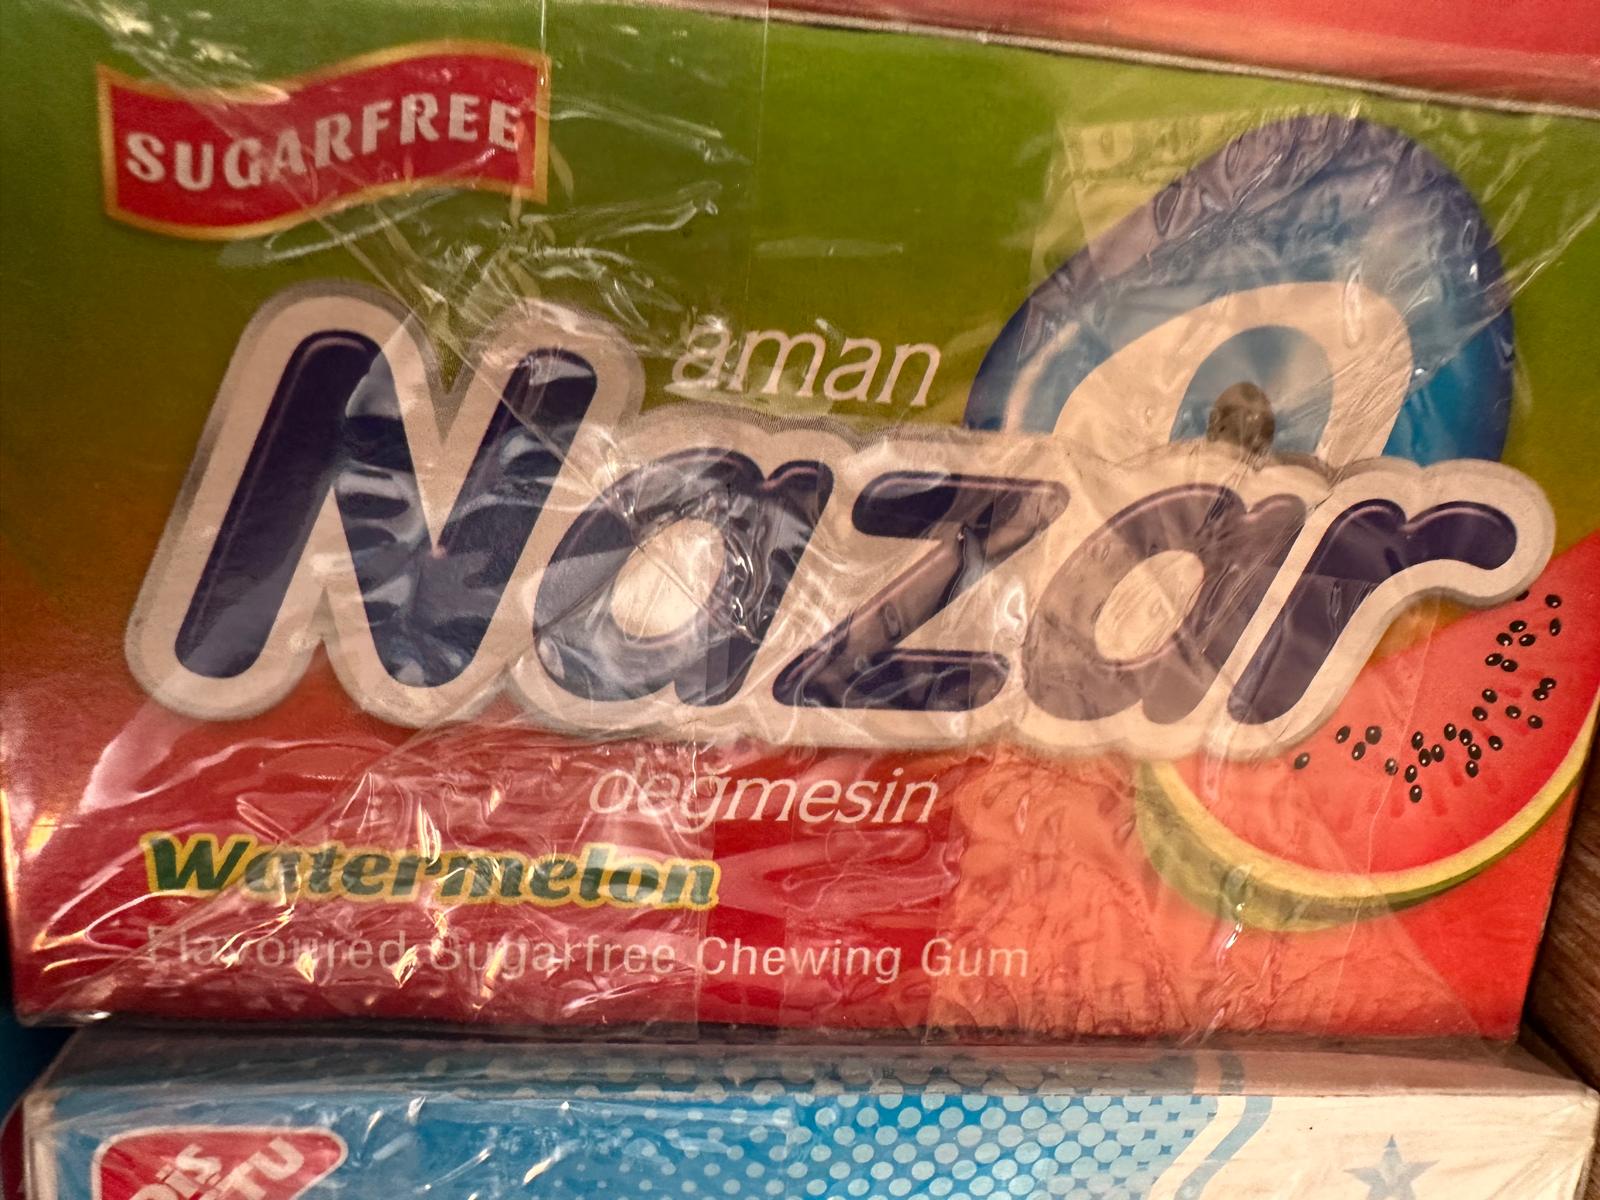 SUGARFREE
aman
Nazar
değmesin
Watermelon
Flavoured Sugarfree Chewing Gum